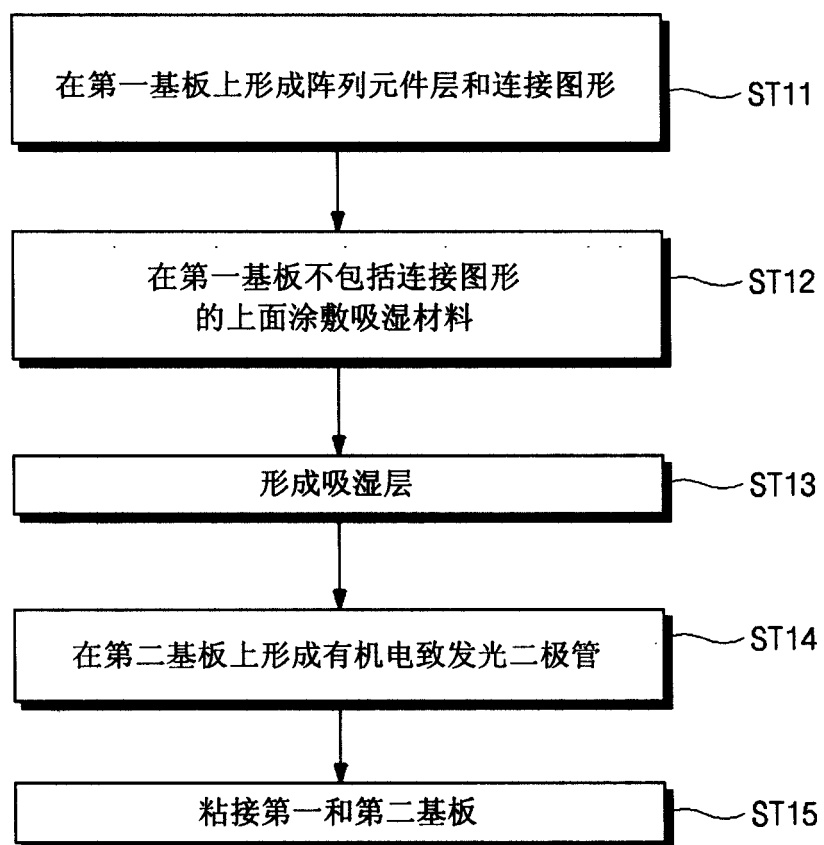 在第一基板上形成阵列元件层和连接图形
ST11
在第一基板不包括连接图形
的上面涂敷吸湿材料
ST12
形成吸湿层
ST13
在第二基板上形成有机电致发光二极管
ST14
粘接第一和第二基板
ST15